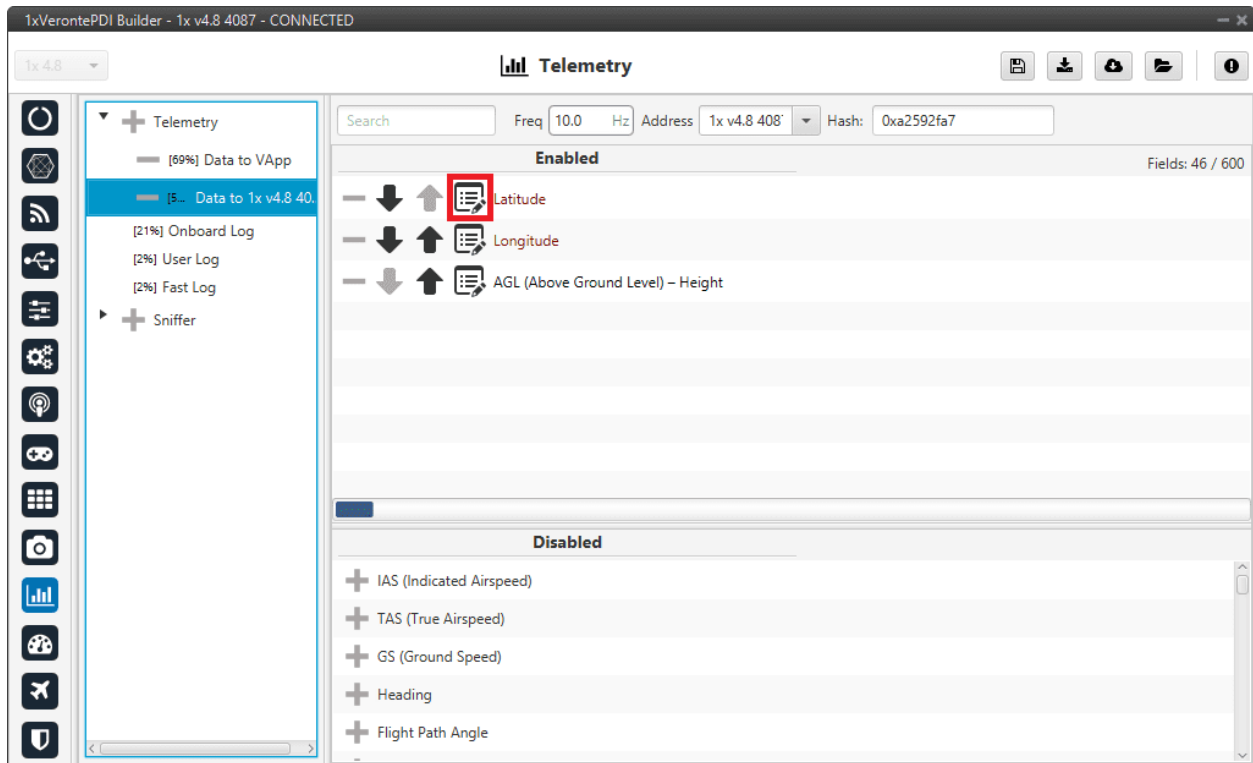 1xVerontePDI Builder - 1x v4.8 4087 - CONNECTED
1x 4.8
Telemetry
Telemetry
[69%] Data to VApp
[5... Data to 1x v4.8 40.
[21%] Onboard Log
[2%] User Log
[2%] Fast Log
Sniffer
Search
Freq 10.0 Hz Address 1x v4.8 408 Hash: 0xa2592fa7
Enabled
Fields: 46 / 600
Latitude
Longitude
AGL (Above Ground Level) – Height
Disabled
IAS (Indicated Airspeed)
TAS (True Airspeed)
GS (Ground Speed)
Heading
Flight Path Angle